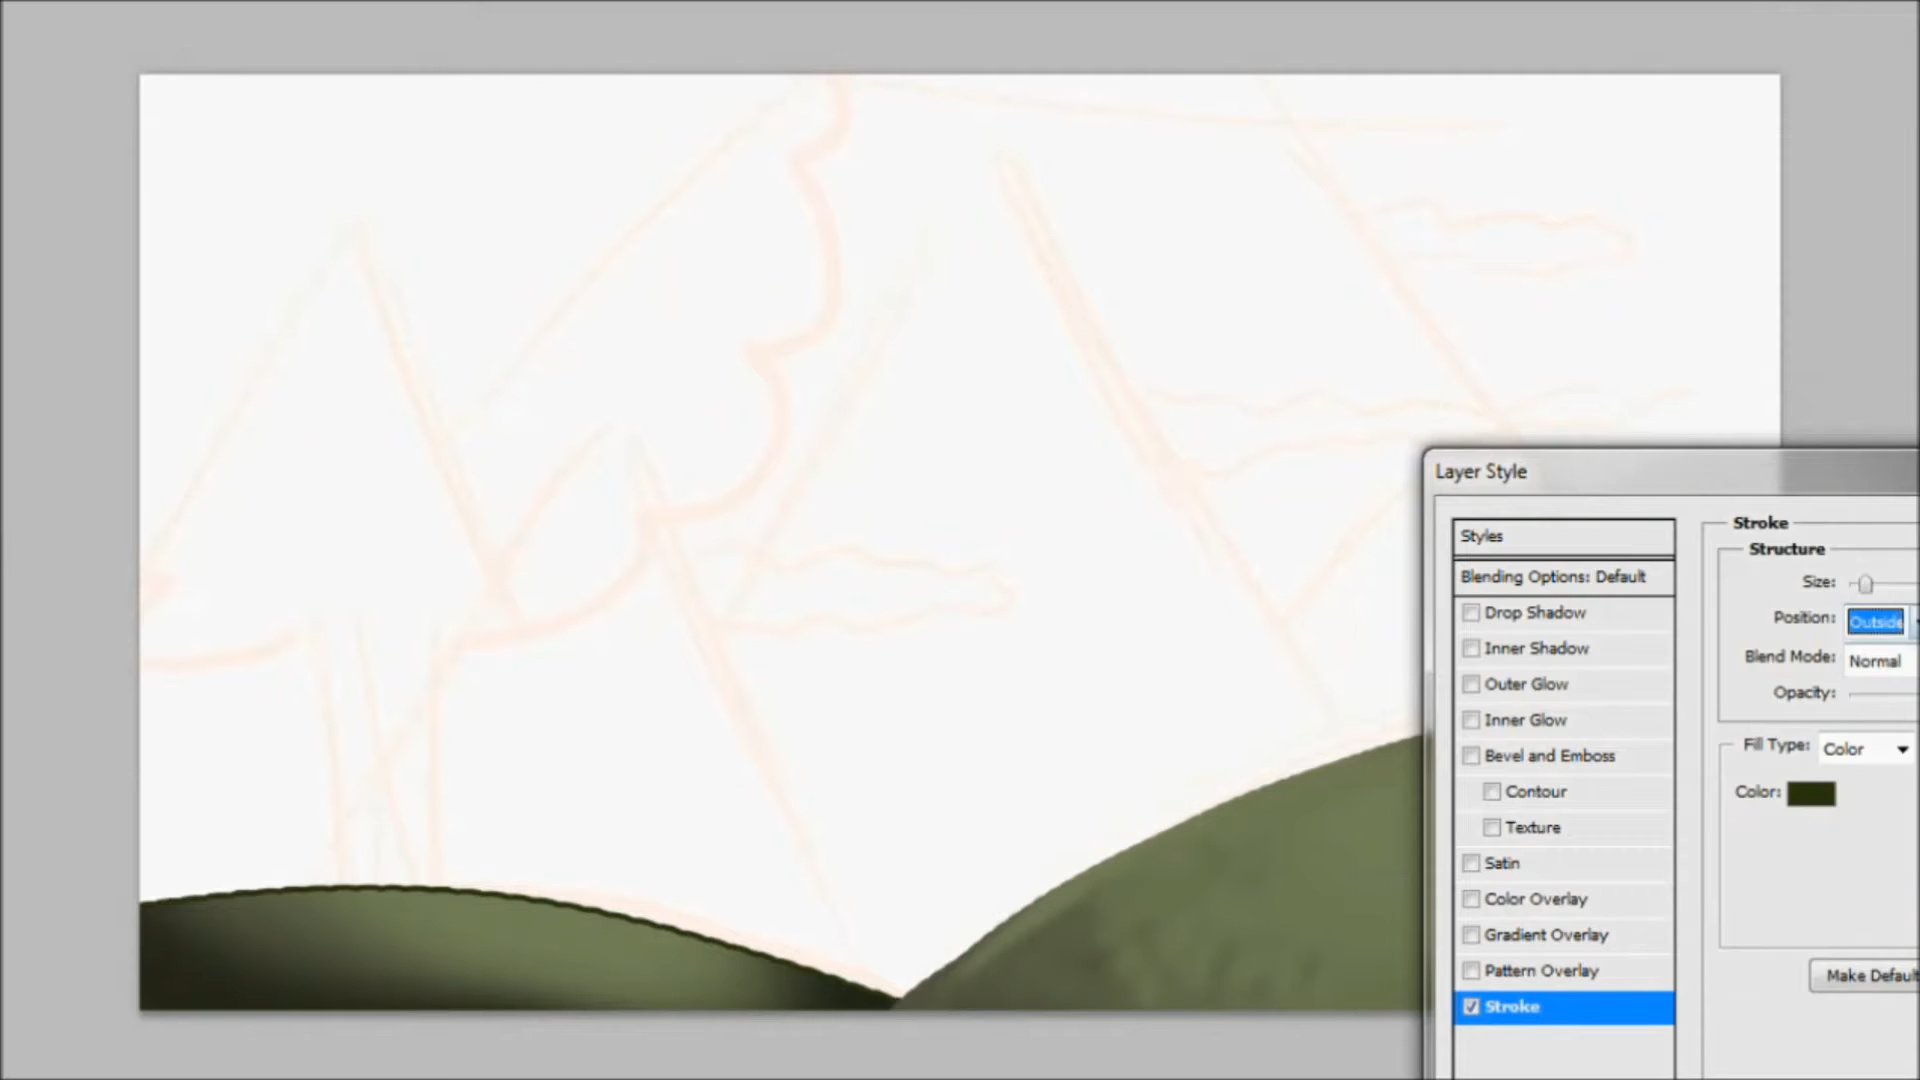 Layer Style
Styles
Blending Options: Default
Drop Shadow
Inner Shadow
Outer Glow
Inner Glow
Bevel and Emboss
Contour
Texture
Satin
Color Overlay
Gradient Overlay
Pattern Overlay
Stroke
Stroke
Structure
Size:
Position: Outside
Blend Mode: Normal
Opacity:
Fill Type: Color
Color:
Make Default